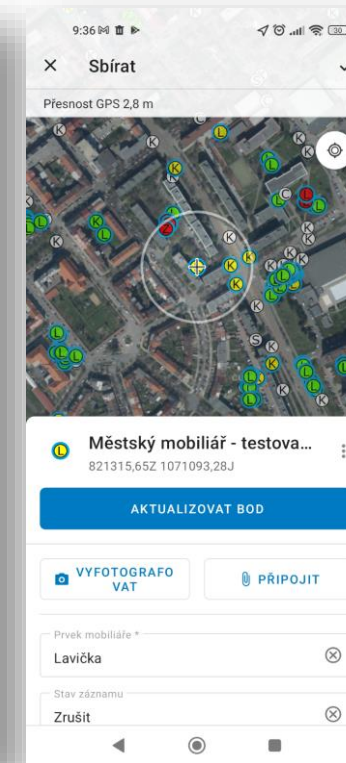 9:36
30
Sbírat
Přesnost GPS 2,8 m
Městský mobiliář - testova...
821315,65Z 1071093,28J
AKTUALIZOVAT BOD
VYFOTOGRAFO
VAT
PŘIPOJIT
Prvek mobiliáře *
Lavička
Stav záznamu
Zrušit